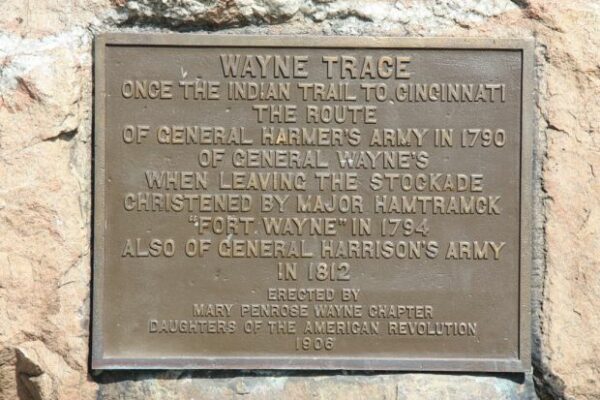 WAYNE TRACE
ONCE THE INDIAN TRAIL TO CINCINNATI
THE ROUTE
OF GENERAL HARMER'S ARMY IN 1790
OF GENERAL WAYNE'S
WHEN LEAVING THE STOCKADE
CHRISTENED BY MAJOR HAMTRAMCK
"FORT WAYNE" IN 1794
ALSO OF GENERAL HARRISON'S ARMY
IN 1812
ERECTED BY
MARY PENROSE WAYNE CHAPTER
DAUGHTERS OF THE AMERICAN REVOLUTION
1906